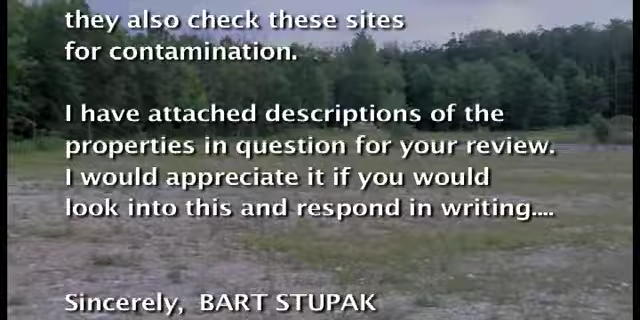 they also check these sites
for contamination.
I have attached descriptions of the
properties in question for your review.
I would appreciate it if you would
look into this and respond in writing....
Sincerely, BART STUPAK